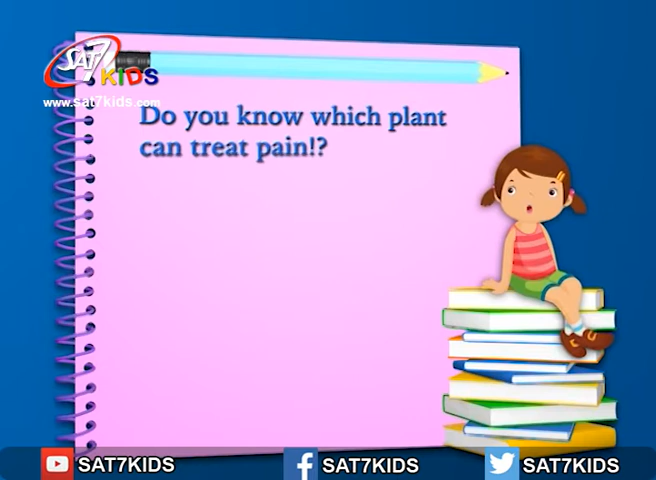 SAT7
KIDS
www.sat7kids.com
Do you know which plant
can treat pain!?
SAT7KIDS
SAT7KIDS
SAT7KIDS